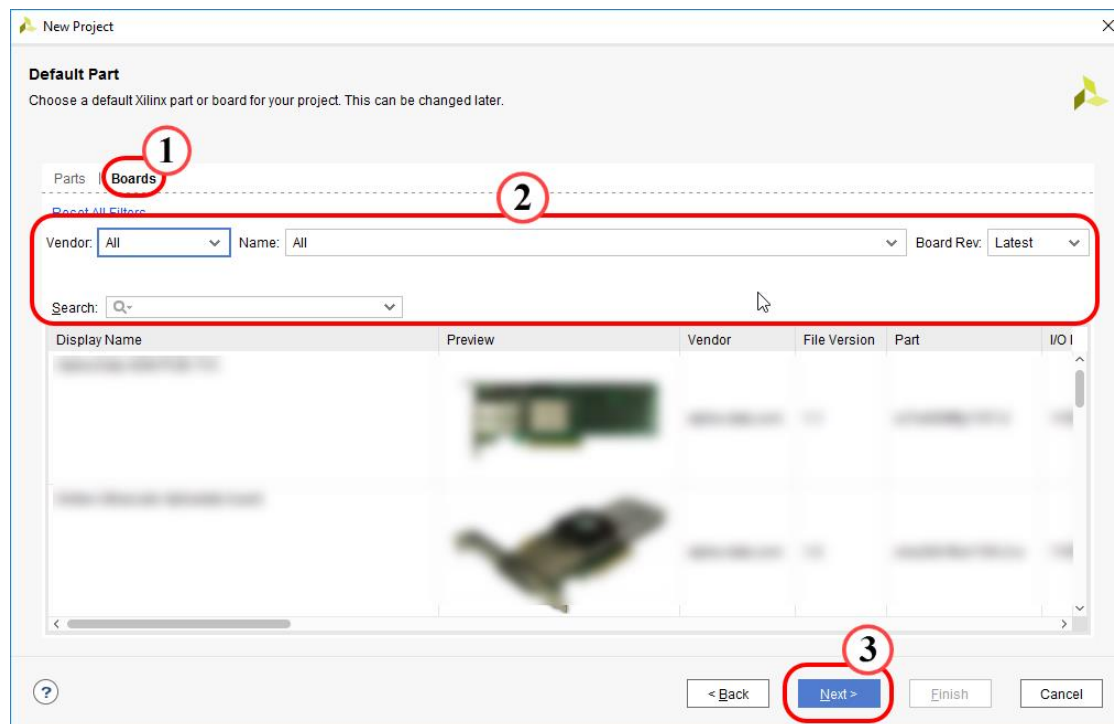 New Project
Default Part
Choose a default Xilinx part or board for your project. This can be changed later.
1
Parts | Boards
2
Reset All Filters
Vendor: All Name: All Board Rev: Latest
Search:
Display Name Preview Vendor File Version Part I/O
3
? < Back Next > Finish Cancel